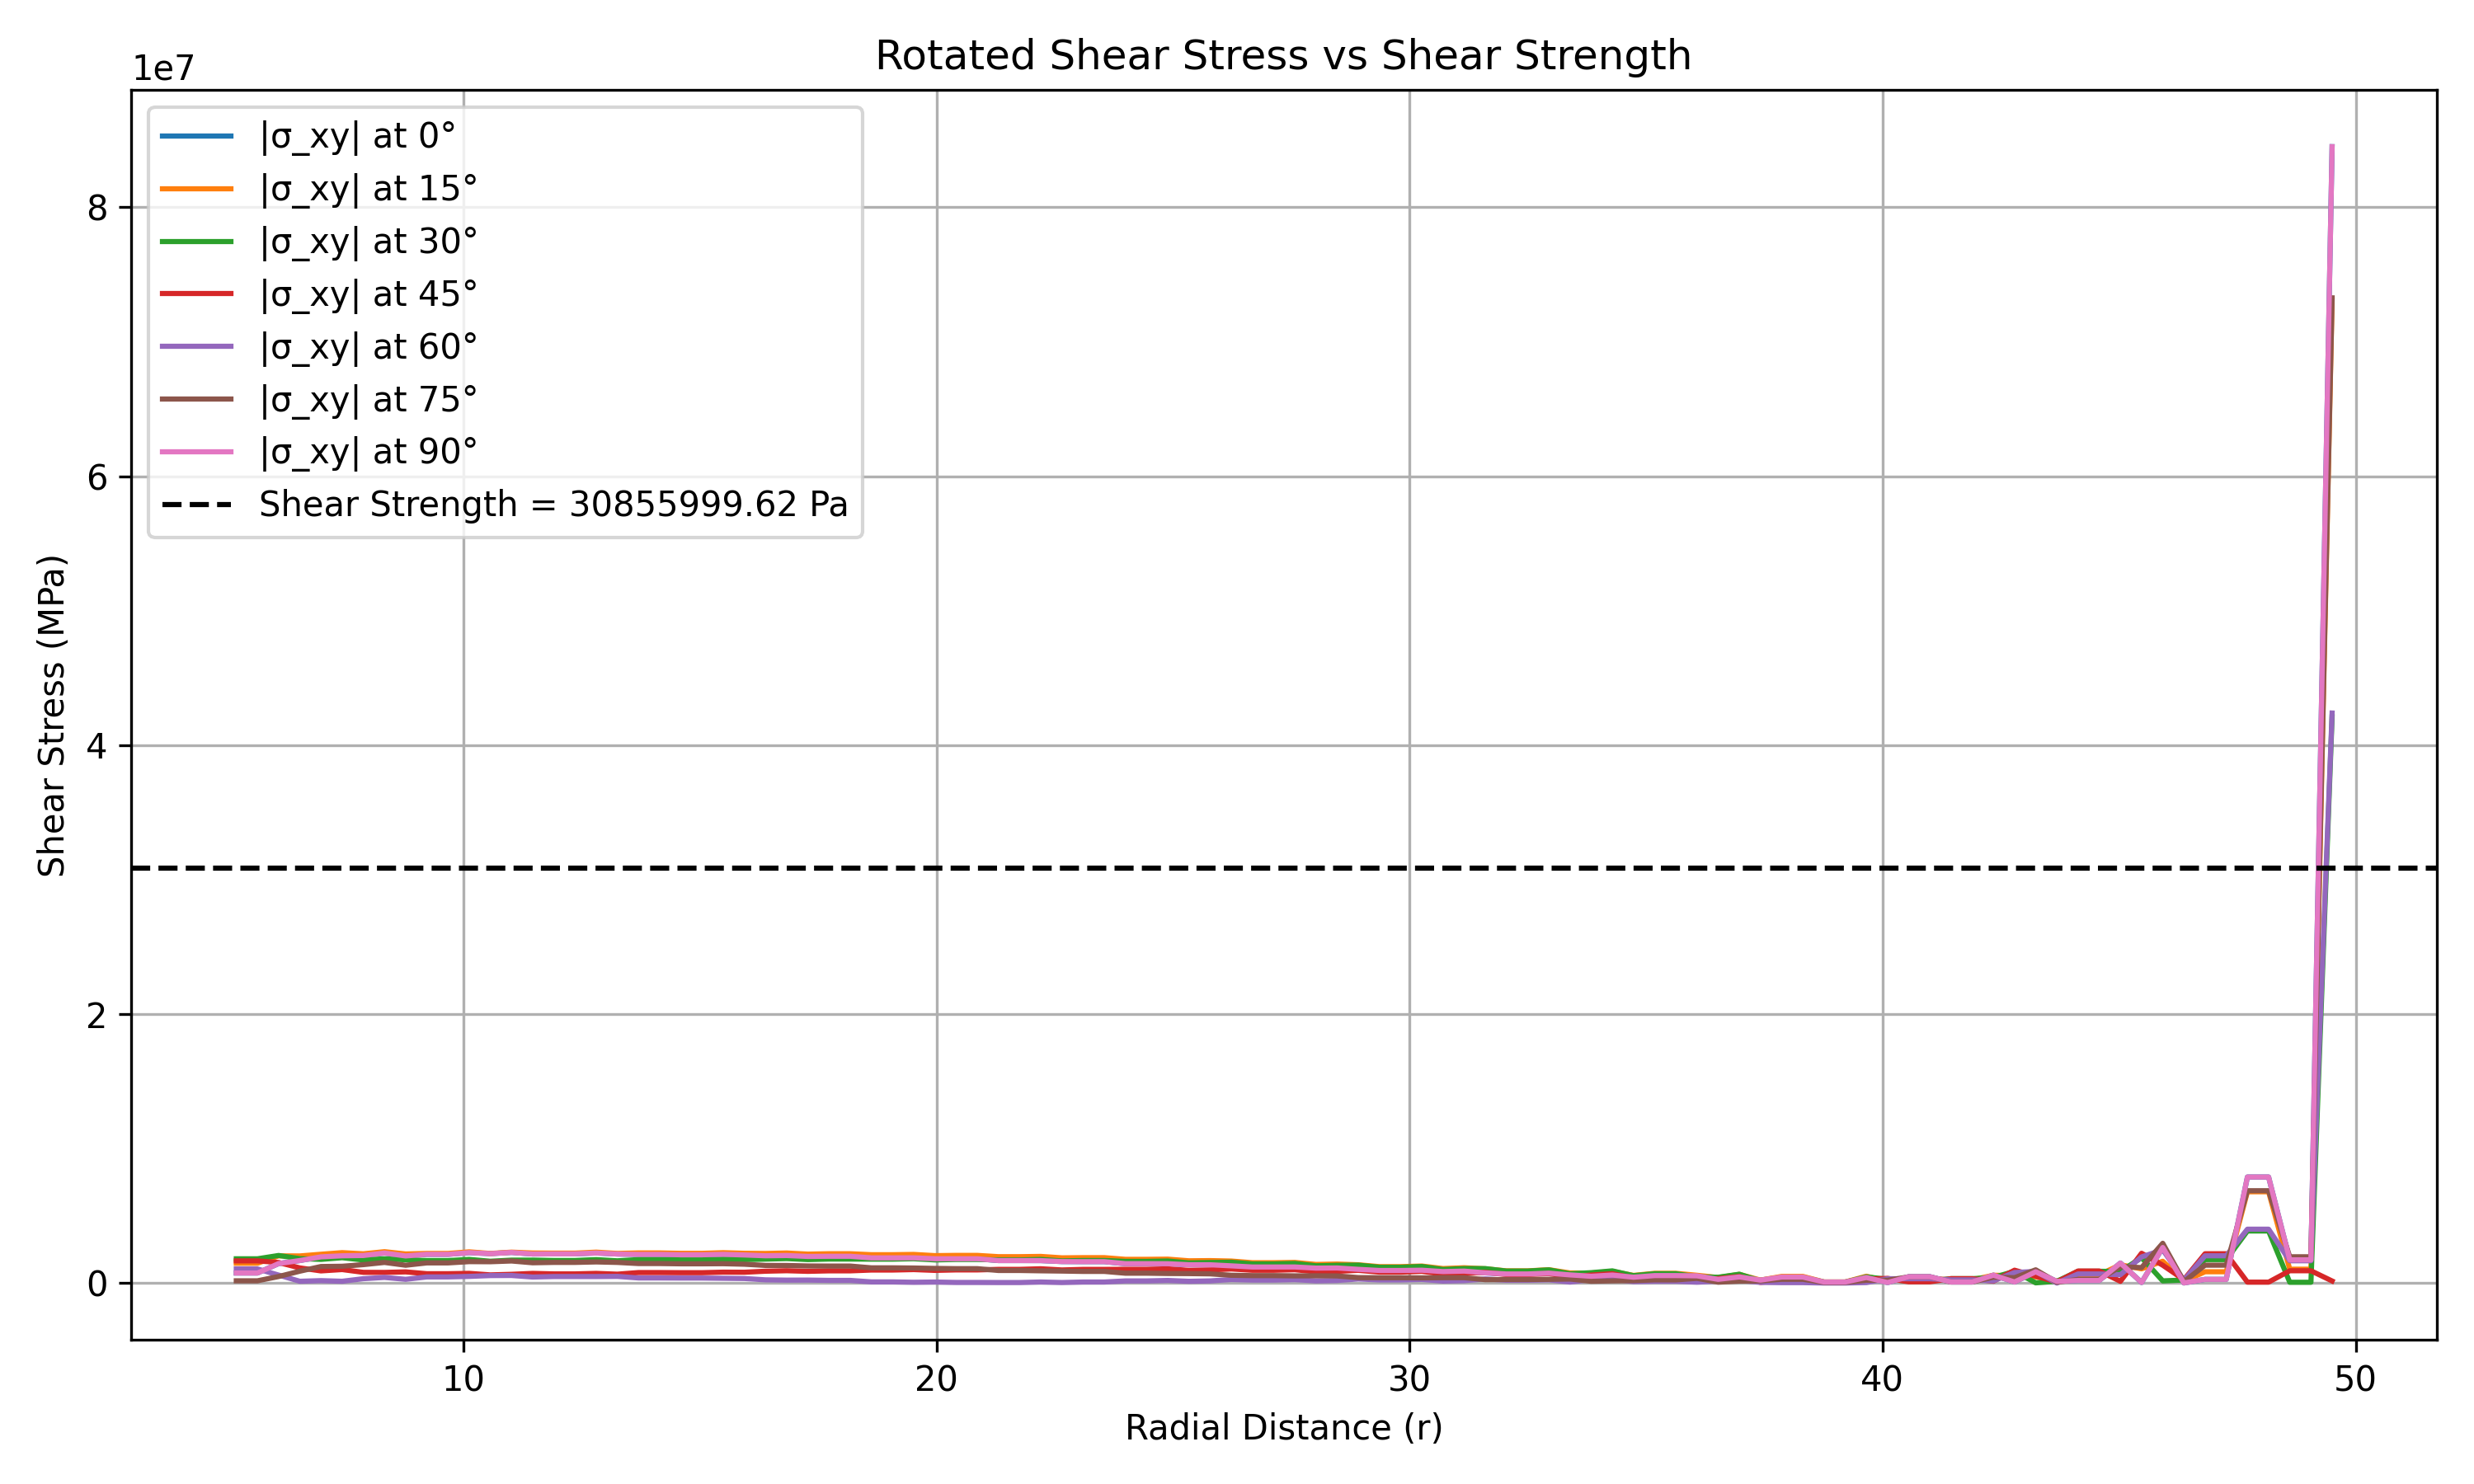 Rotated Shear Stress vs Shear Strength
1e7
|σ_xy| at 0°
|σ_xy| at 15°
|σ_xy| at 30°
|σ_xy| at 45°
|σ_xy| at 60°
|σ_xy| at 75°
|σ_xy| at 90°
Shear Strength = 30855999.62 Pa
Shear Stress (MPa)
8
6
4
2
0
10 20 30 40 50
Radial Distance (r)